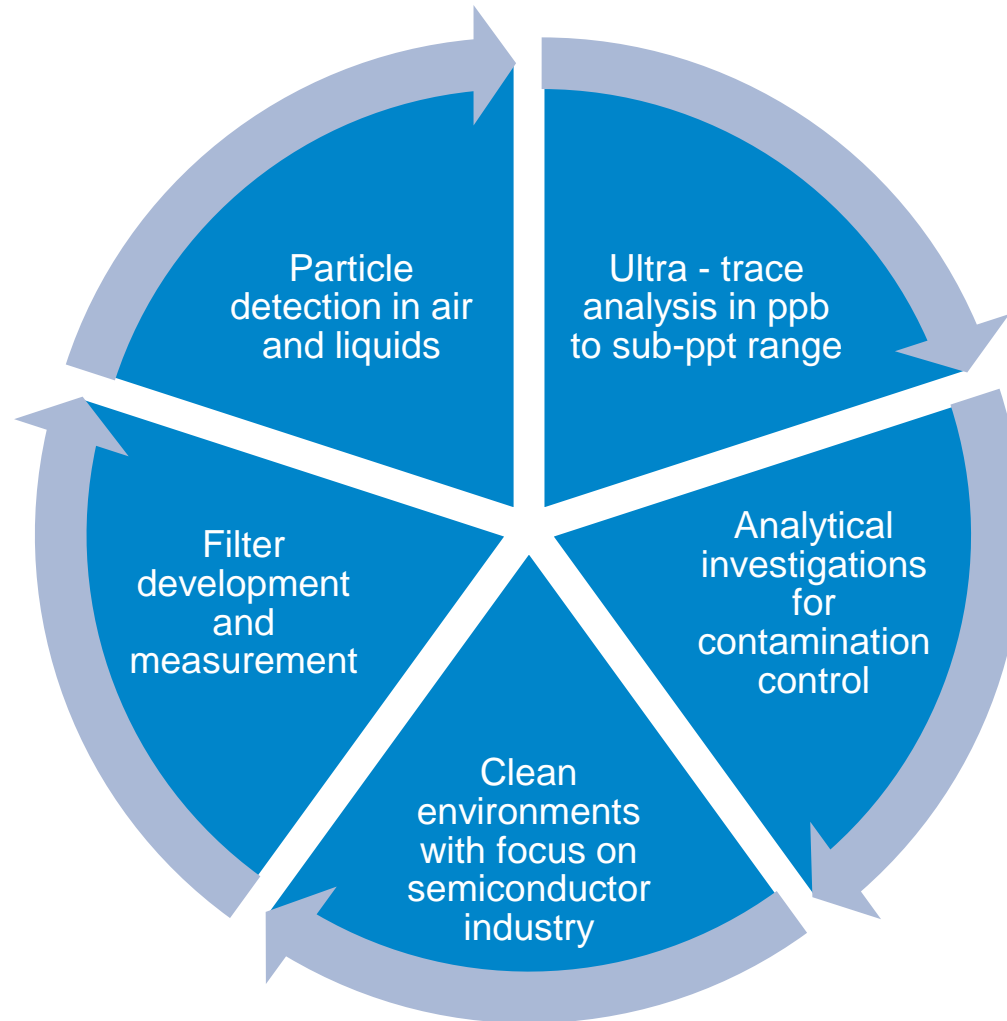 Particle
detection in air
and liquids
Ultra - trace
analysis in ppb
to sub-ppt range
Analytical
investigations
for
contamination
control
Clean
environments
with focus on
semiconductor
industry
Filter
development
and
measurement